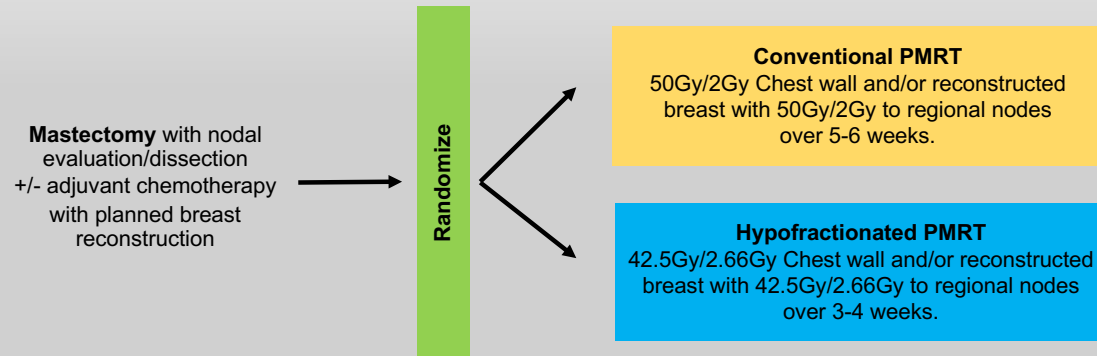 Mastectomy with nodal
evaluation/dissection
+/- adjuvant chemotherapy
with planned breast
reconstruction
Randomize
Conventional PMRT
50Gy/2Gy Chest wall and/or reconstructed
breast with 50Gy/2Gy to regional nodes
over 5-6 weeks.
Hypofractionated PMRT
42.5Gy/2.66Gy Chest wall and/or reconstructed
breast with 42.5Gy/2.66Gy to regional nodes
over 3-4 weeks.